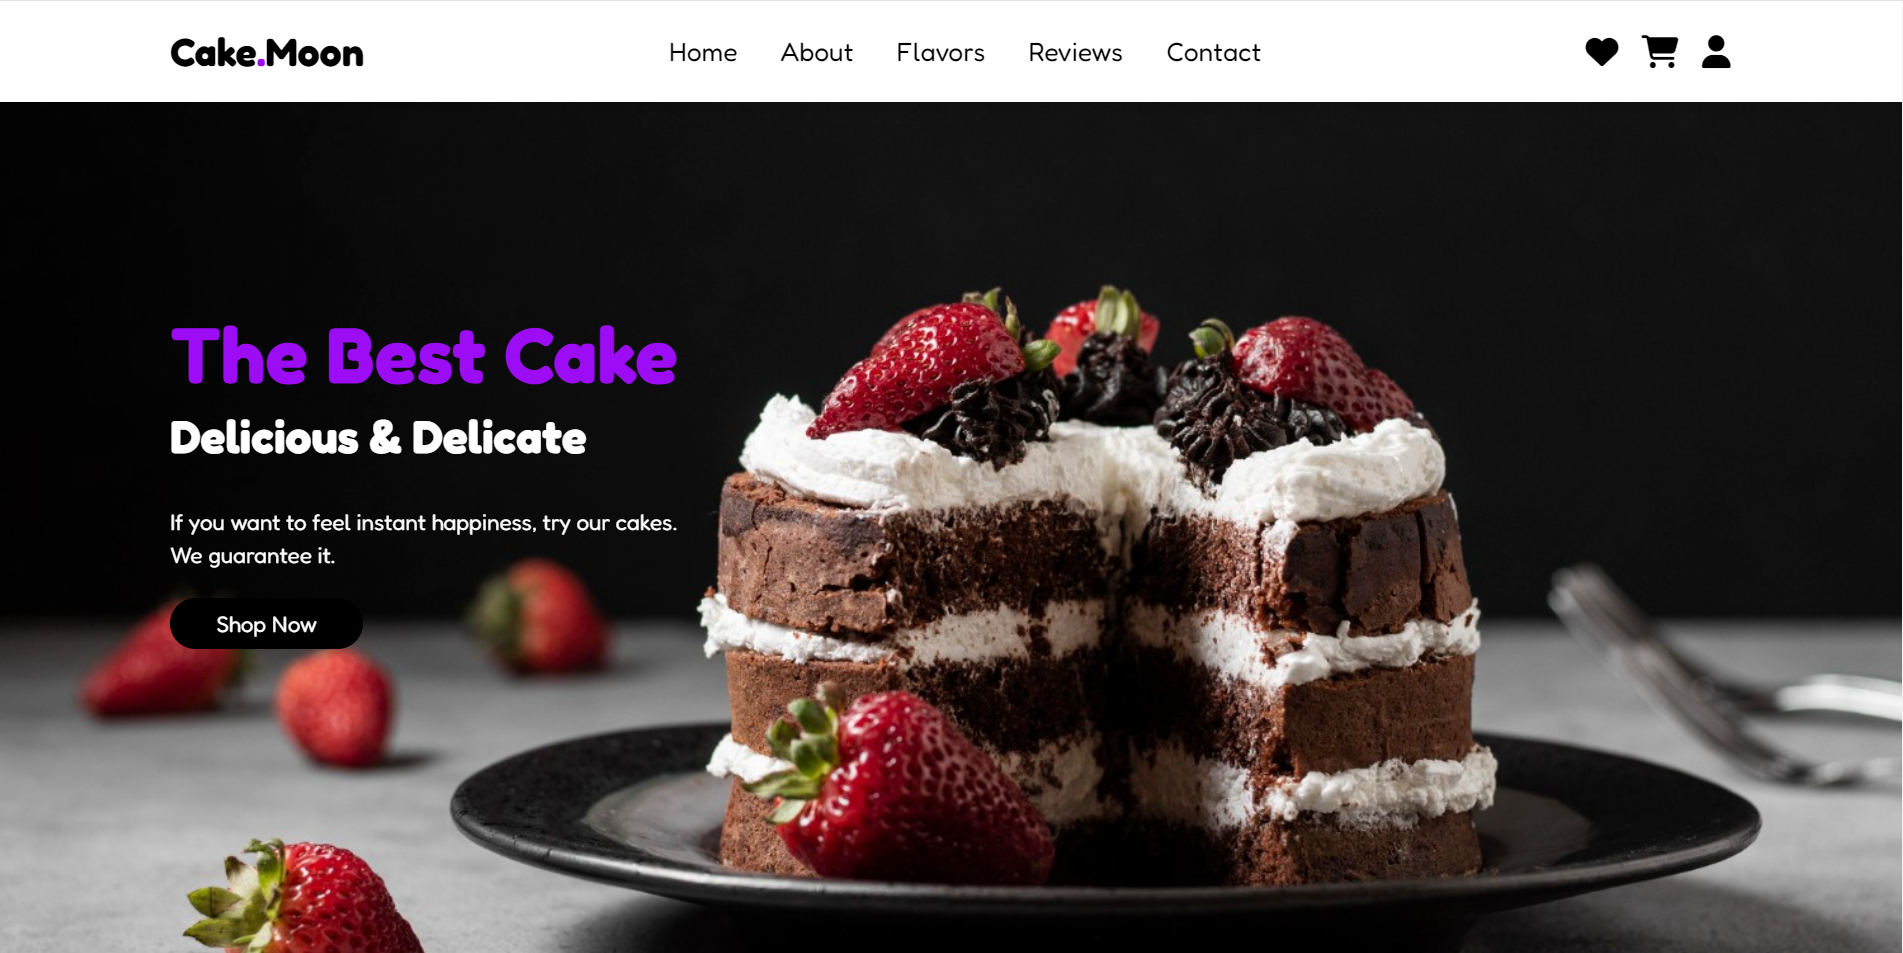 Cake.Moon
Home About Flavors Reviews Contact
The Best Cake
Delicious & Delicate
If you want to feel instant happiness, try our cakes.
We guarantee it.
Shop Now